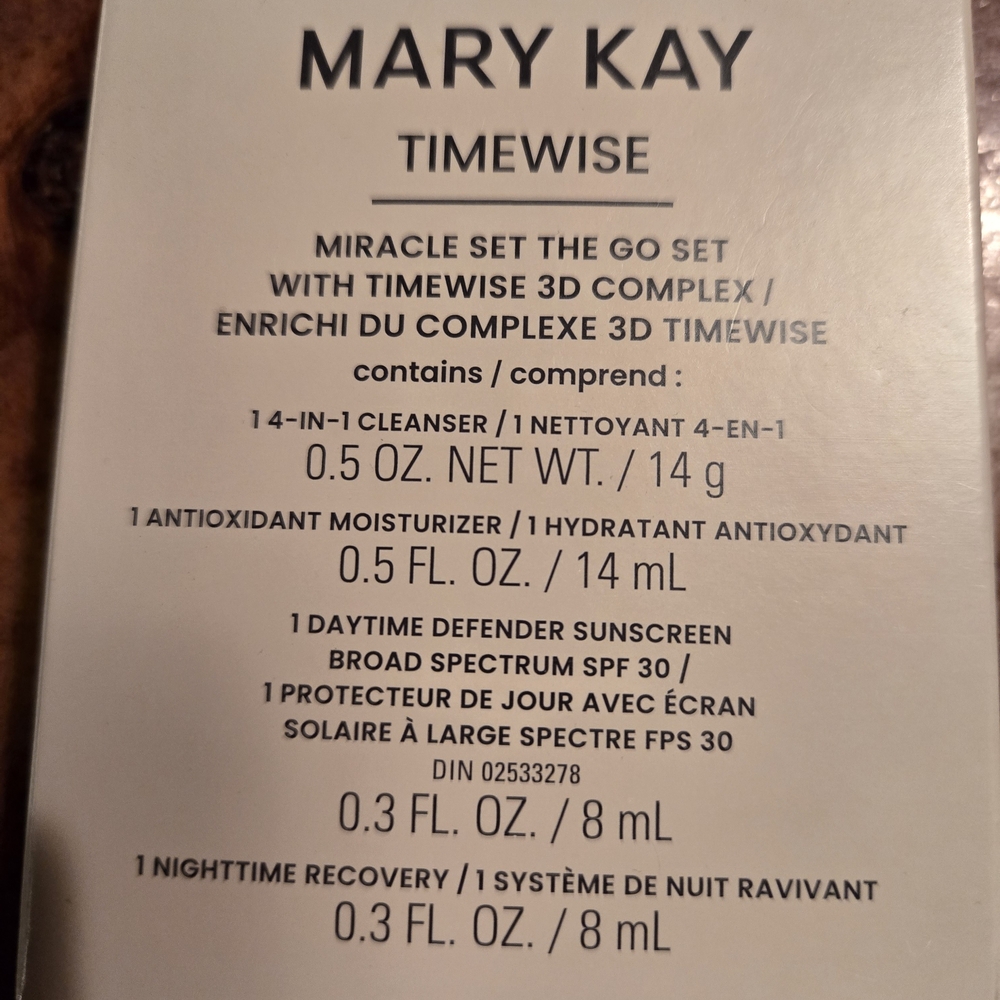 MARY KAY
TIMEWISE
MIRACLE SET THE GO SET
WITH TIMEWISE 3D COMPLEX /
ENRICHI DU COMPLEXE 3D TIMEWISE
contains / comprend :
1 4-IN-1 CLEANSER / 1 NETTOYANT 4-EN-1
0.5 OZ. NET WT. / 14 g
1 ANTIOXIDANT MOISTURIZER / 1 HYDRATANT ANTIOXYDANT
0.5 FL. OZ. / 14 mL
1 DAYTIME DEFENDER SUNSCREEN
BROAD SPECTRUM SPF 30 /
1 PROTECTEUR DE JOUR AVEC ÉCRAN
SOLAIRE À LARGE SPECTRE FPS 30
DIN 02533278
0.3 FL. OZ. / 8 mL
1 NIGHTTIME RECOVERY / 1 SYSTÈME DE NUIT RAVIVANT
0.3 FL. OZ. / 8 mL